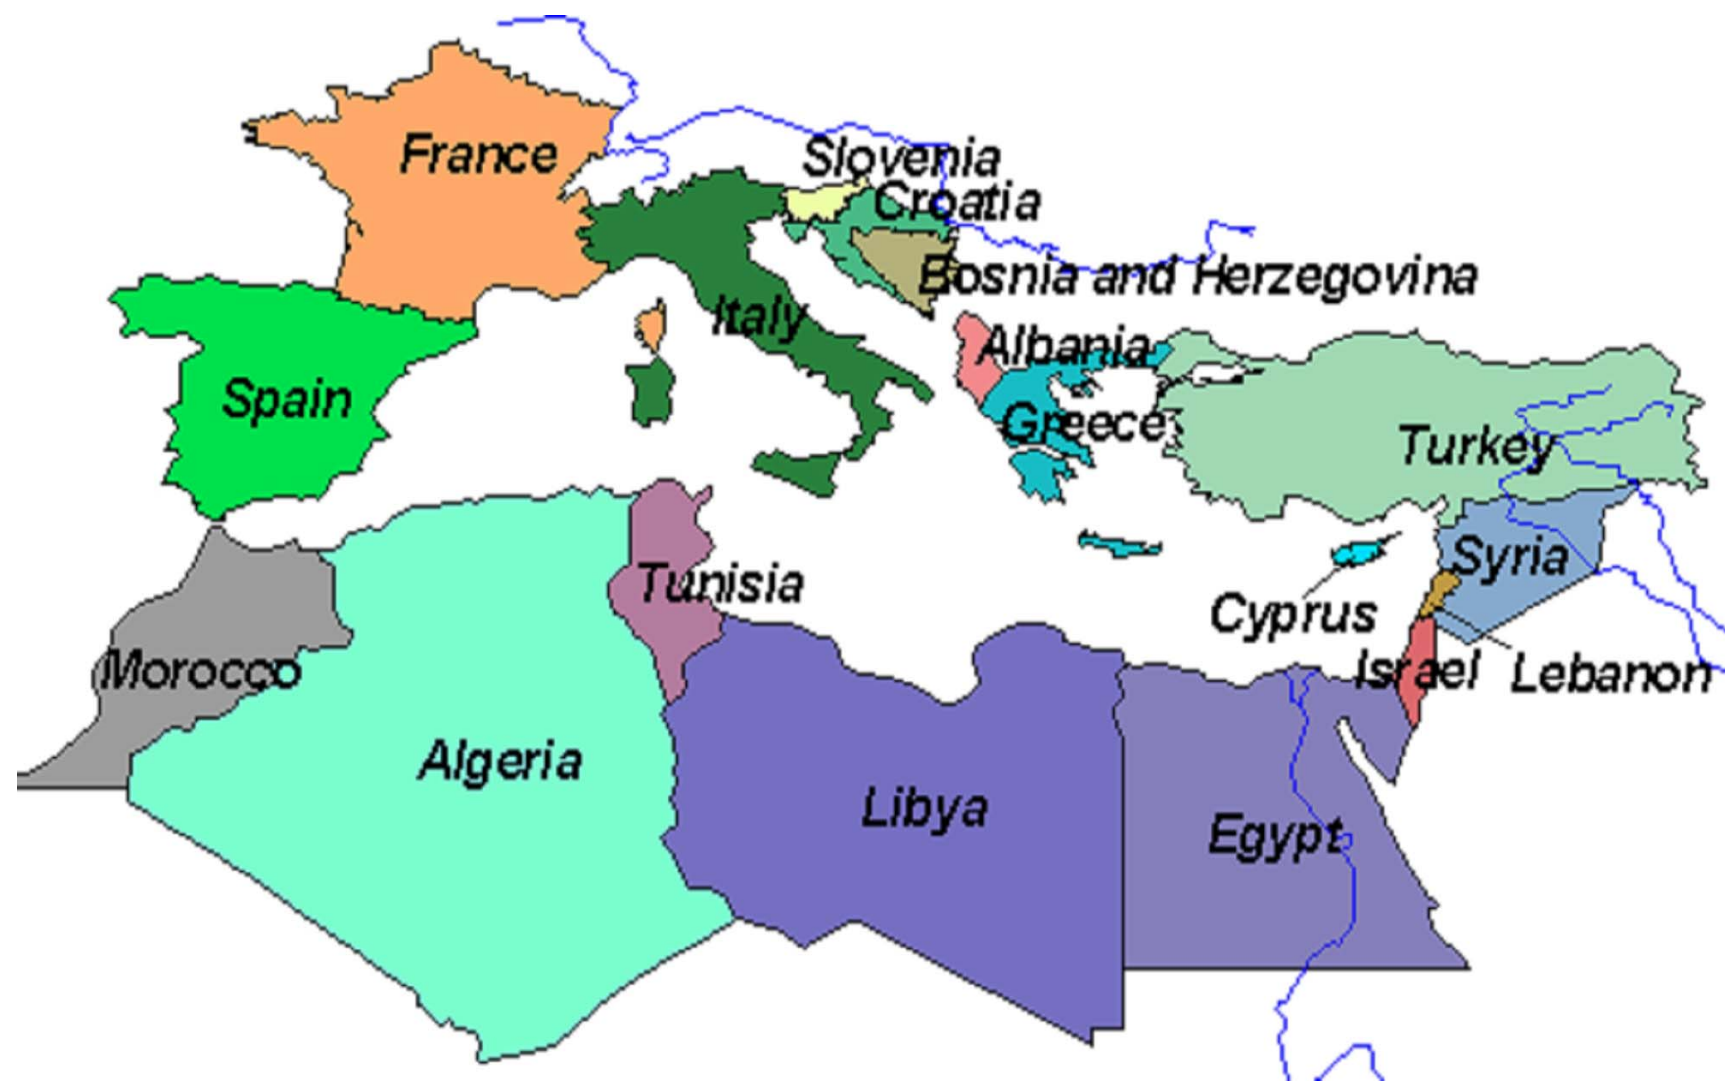 France
Slovenia
Croatia
Bosnia and Herzegovina
Italy
Albania
Spain
Greece
Turkey
Syria
Tunisia
Cyprus
Morocco
Israel
Lebanon
Algeria
Libya
Egypt